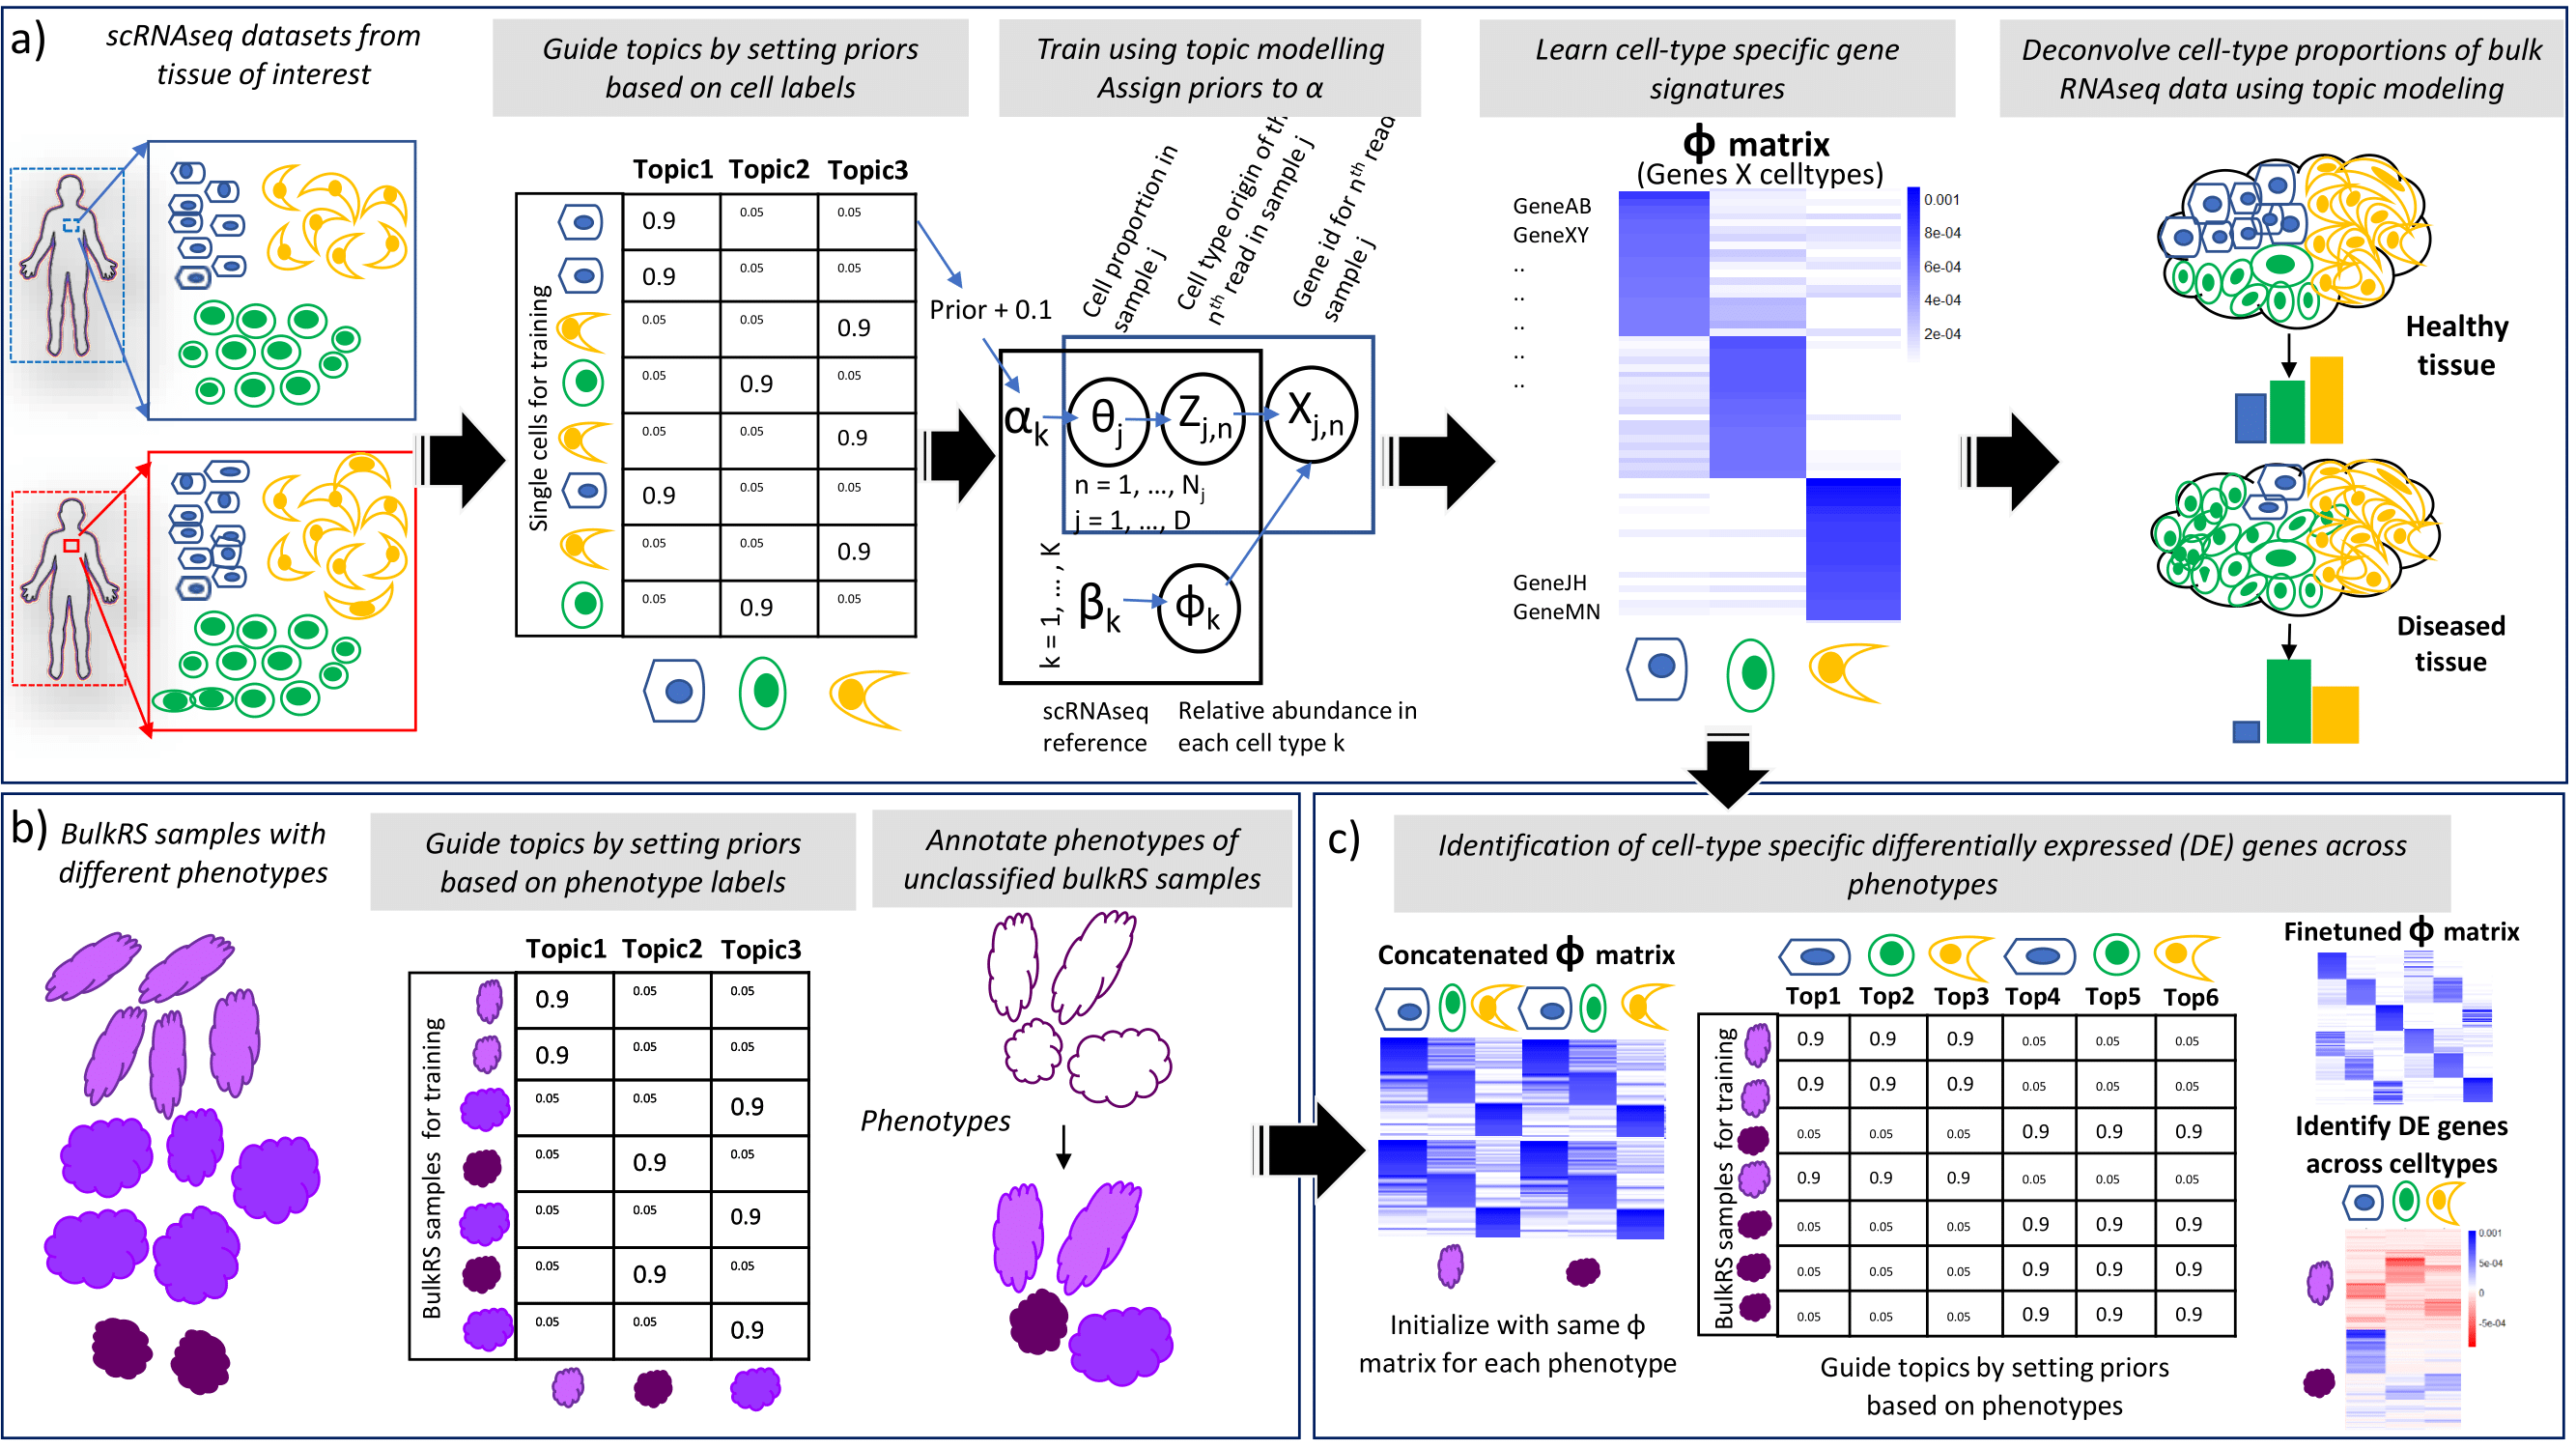 a)
scRNAseq datasets from
tissue of interest
Guide topics by setting priors
based on cell labels
Train using topic modelling
Assign priors to α
Learn cell-type specific gene
signatures
Deconvolve cell-type proportions of bulk
RNAseq data using topic modeling
Topic1 Topic2 Topic3
Single cells for training
0.9 0.05 0.05
0.9 0.05 0.05
0.05 0.05 0.9
0.05 0.9 0.05
0.05 0.05 0.9
0.9 0.05 0.05
0.05 0.05 0.9
0.05 0.9 0.05
Prior + 0.1
Cell proportion in
sample j
Cell type origin of
nth read in sample j
Gene id for nth read
sample j
αk θj Zj,n Xj,n
n = 1, ..., Nj
j = 1, ..., D
k = 1, ... , K
βk ϕk
scRNAseq
reference
Relative abundance in
each cell type k
ϕ matrix
(Genes X celltypes)
GeneAB
GeneXY
..
..
..
..
..
GeneJH
GeneMN
0.001
8e-04
6e-04
4e-04
2e-04
Healthy
tissue
Diseased
tissue
b)
BulkRS samples with
different phenotypes
Guide topics by setting priors
based on phenotype labels
Annotate phenotypes of
unclassified bulkRS samples
Topic1 Topic2 Topic3
BulkRS samples for training
0.9 0.05 0.05
0.9 0.05 0.05
0.05 0.05 0.9
0.05 0.9 0.05
0.05 0.05 0.9
0.05 0.9 0.05
0.05 0.05 0.9
Phenotypes
c)
Identification of cell-type specific differentially expressed (DE) genes across
phenotypes
Concatenated ϕ matrix
Initialize with same ϕ
matrix for each phenotype
Top1 Top2 Top3 Top4 Top5 Top6
BulkRS samples for training
0.9 0.9 0.9 0.05 0.05 0.05
0.9 0.9 0.9 0.05 0.05 0.05
0.05 0.05 0.05 0.9 0.9 0.9
0.9 0.9 0.9 0.05 0.05 0.05
0.05 0.05 0.05 0.9 0.9 0.9
0.05 0.05 0.05 0.9 0.9 0.9
0.05 0.05 0.05 0.9 0.9 0.9
Guide topics by setting priors
based on phenotypes
Finetuned ϕ matrix
Identify DE genes
across celltypes
0.001
5e-04
0
-5e-04